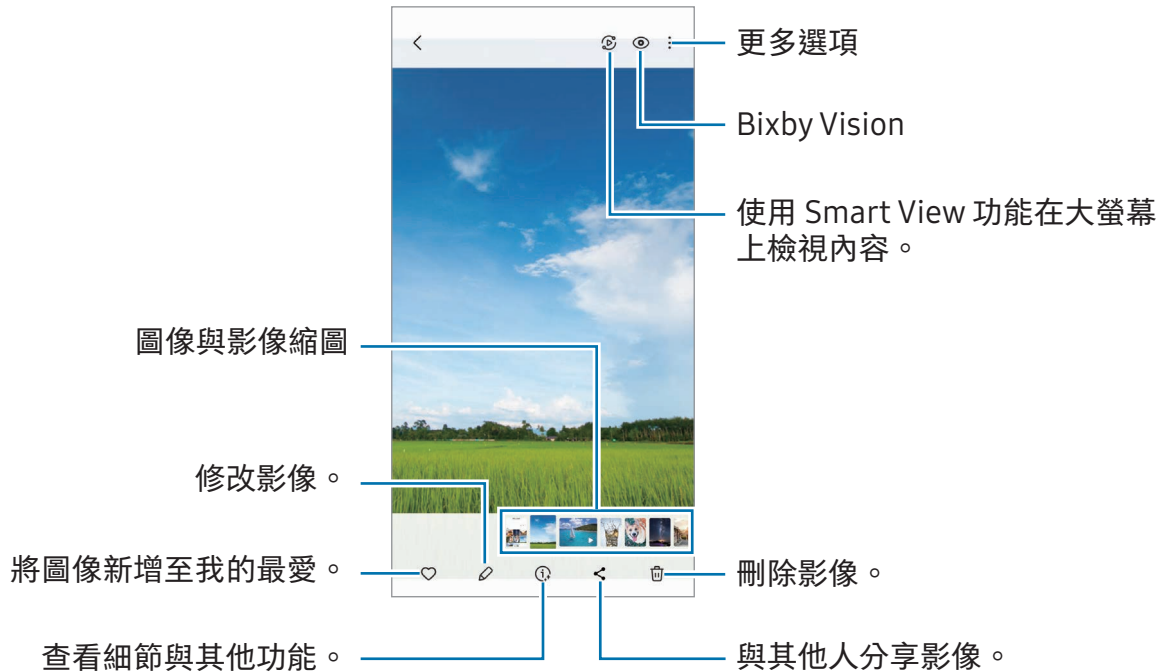 更多選項
Bixby Vision
使用 Smart View 功能在大螢幕
上檢視內容。
圖像與影像縮圖
修改影像。
將圖像新增至我的最愛。
刪除影像。
查看細節與其他功能。
與其他人分享影像。